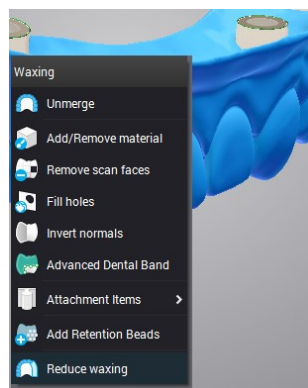 Waxing
Unmerge
Add/Remove material
Remove scan faces
Fill holes
Invert normals
Advanced Dental Band
Attachment Items
Add Retention Beads
Reduce waxing